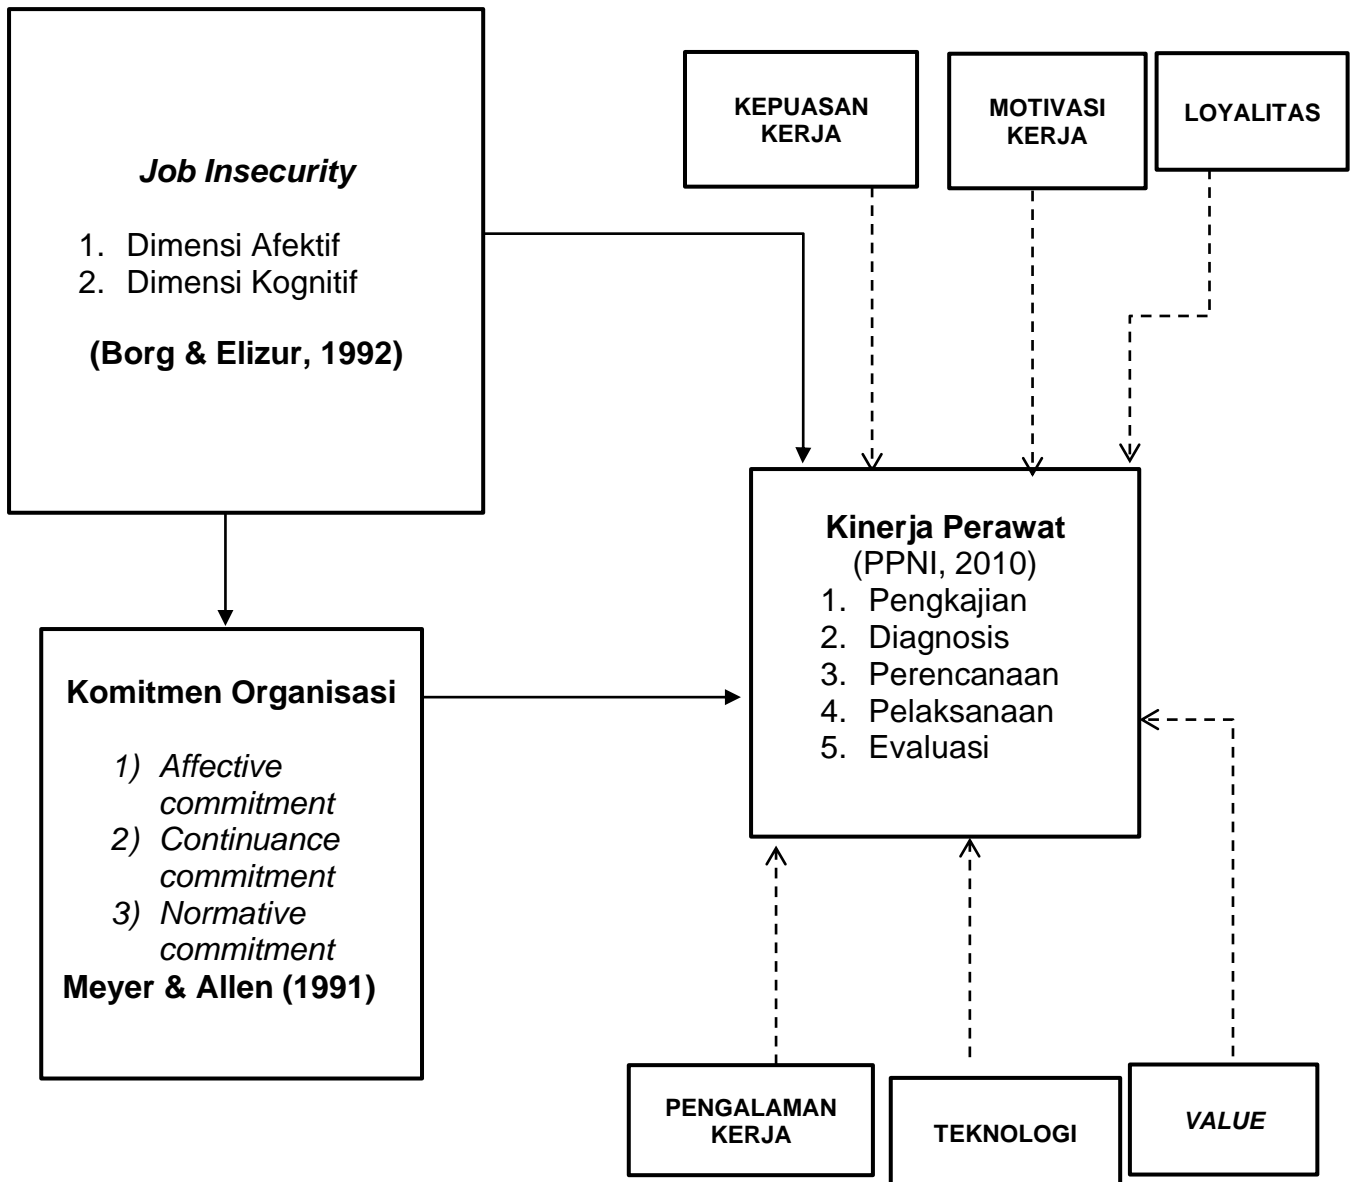 Job Insecurity
1. Dimensi Afektif
2. Dimensi Kognitif
(Borg & Elizur, 1992)
KEPUASAN
KERJA
MOTIVASI
KERJA
LOYALITAS
Kinerja Perawat
(PPNI, 2010)
1. Pengkajian
2. Diagnosis
3. Perencanaan
4. Pelaksanaan
5. Evaluasi
Komitmen Organisasi
1) Affective
commitment
2) Continuance
commitment
3) Normative
commitment
Meyer & Allen (1991)
PENGALAMAN
KERJA
TEKNOLOGI
VALUE